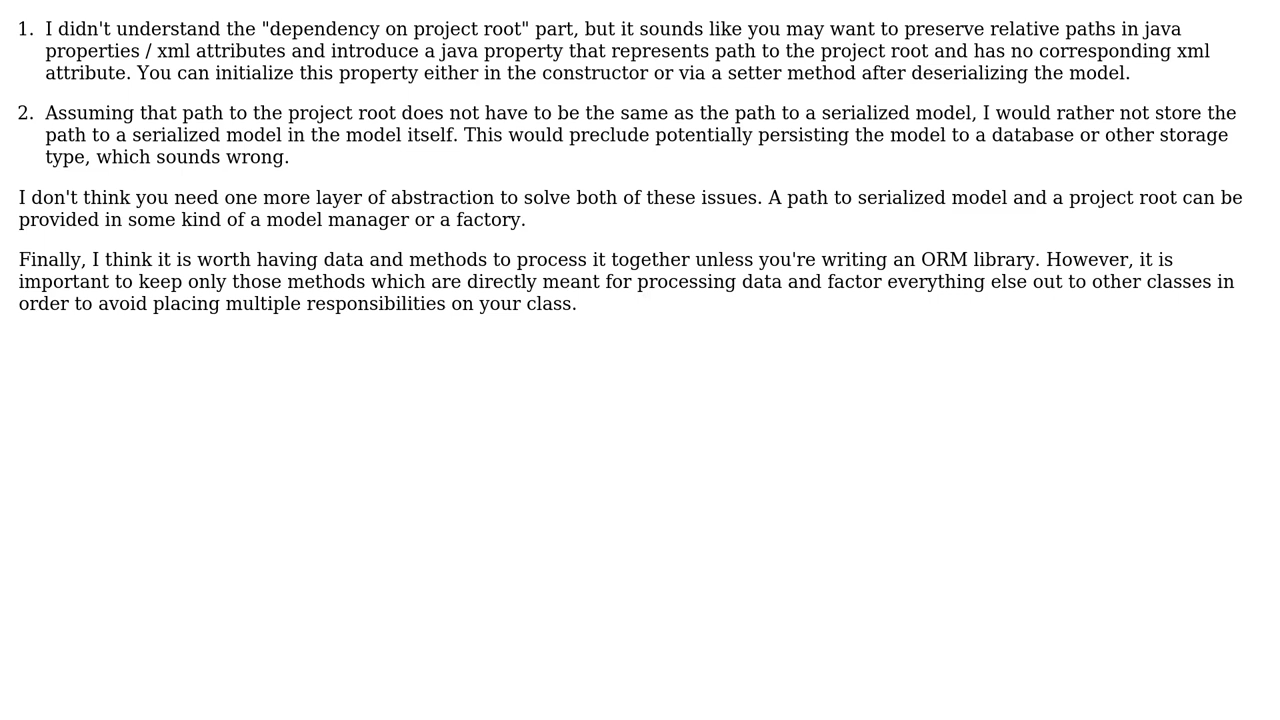 1. I didn't understand the "dependency on project root" part, but it sounds like you may want to preserve relative paths in java
properties / xml attributes and introduce a java property that represents path to the project root and has no corresponding xml
attribute. You can initialize this property either in the constructor or via a setter method after deserializing the model.
2. Assuming that path to the project root does not have to be the same as the path to a serialized model, I would rather not store the
path to a serialized model in the model itself. This would preclude potentially persisting the model to a database or other storage
type, which sounds wrong.
I don't think you need one more layer of abstraction to solve both of these issues. A path to serialized model and a project root can be
provided in some kind of a model manager or a factory.
Finally, I think it is worth having data and methods to process it together unless you're writing an ORM library. However, it is
important to keep only those methods which are directly meant for processing data and factor everything else out to other classes in
order to avoid placing multiple responsibilities on your class.